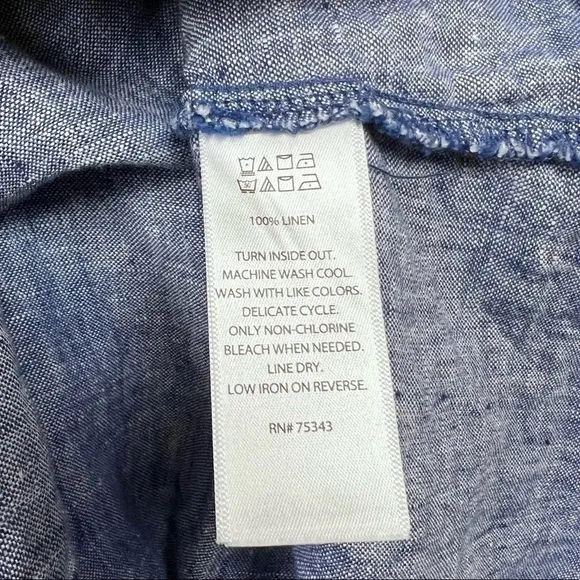 100% LINEN
TURN INSIDE OUT.
MACHINE WASH COOL.
WASH WITH LIKE COLORS.
DELICATE CYCLE.
ONLY NON-CHLORINE
BLEACH WHEN NEEDED.
LINE DRY.
LOW IRON ON REVERSE.
RN# 75343